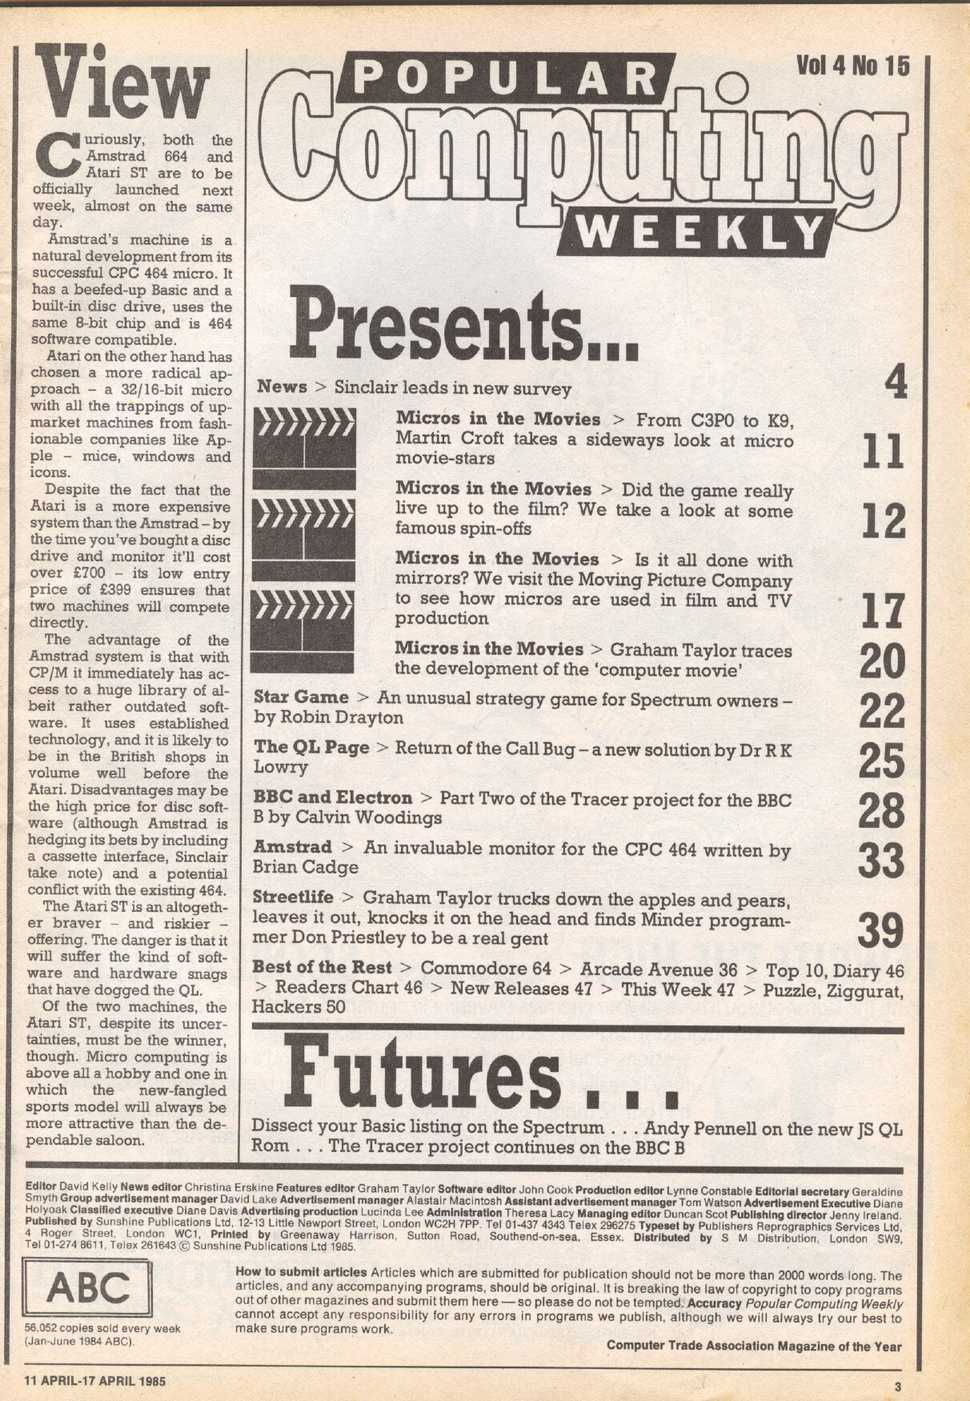 View
Curiously, both the
Amstrad 664 and
Atari ST are to be
officially launched next
week, almost on the same
day.
Amstrad's machine is a
natural development from its
successful CPC 464 micro. It
has a beefed-up Basic and a
built-in disc drive, uses the
same 8-bit chip and is 464
software compatible.
Atari on the other hand has
chosen a more radical ap-
proach – a 32/16-bit micro
with all the trappings of up-
market machines from fash-
ionable companies like Ap-
ple – mice, windows and
icons.
Despite the fact that the
Atari is a more expensive
system than the Amstrad – by
the time you've bought a disc
drive and monitor it'll cost
over £700 – its low entry
price of £399 ensures that
two machines will compete
directly.
The advantage of the
Amstrad system is that with
CP/M it immediately has ac-
cess to a huge library of al-
beit rather outdated soft-
ware. It uses established
technology, and it is likely to
be in the British shops in
volume well before the
Atari. Disadvantages may be
the high price for disc soft-
ware (although Amstrad is
hedging its bets by including
a cassette interface, Sinclair
take note) and a potential
conflict with the existing 464.
The Atari ST is an altogeth-
er braver – and riskier –
offering. The danger is that it
will suffer the kind of soft-
ware and hardware snags
that have dogged the QL.
Of the two machines, the
Atari ST, despite its uncer-
tainties, must be the winner,
though. Micro computing is
above all a hobby and one in
which the new-fangled
sports model will always be
more attractive than the de-
pendable saloon.
POPULAR
Computing
WEEKLY
Vol 4 No 15
Presents...
News > Sinclair leads in new survey 4
Micros in the Movies > From C3P0 to K9,
Martin Croft takes a sideways look at micro
movie-stars 11
Micros in the Movies > Did the game really
live up to the film? We take a look at some
famous spin-offs 12
Micros in the Movies > Is it all done with
mirrors? We visit the Moving Picture Company
to see how micros are used in film and TV
production 17
Micros in the Movies > Graham Taylor traces
the development of the 'computer movie' 20
Star Game > An unusual strategy game for Spectrum owners –
by Robin Drayton 22
The QL Page > Return of the Call Bug – a new solution by Dr R K
Lowry 25
BBC and Electron > Part Two of the Tracer project for the BBC
B by Calvin Woodings 28
Amstrad > An invaluable monitor for the CPC 464 written by
Brian Cadge 33
Streetlife > Graham Taylor trucks down the apples and pears,
leaves it out, knocks it on the head and finds Minder program-
mer Don Priestley to be a real gent 39
Best of the Rest > Commodore 64 > Arcade Avenue 36 > Top 10, Diary 46
> Readers Chart 46 > New Releases 47 > This Week 47 > Puzzle, Ziggurat,
Hackers 50
Futures . . .
Dissect your Basic listing on the Spectrum . . . Andy Pennell on the new JS QL
Rom . . . The Tracer project continues on the BBC B
Editor David Kelly News editor Christina Erskine Features editor Graham Taylor Software editor John Cook Production editor Lynne Constable Editorial secretary Geraldine
Smyth Group advertisement manager David Lake Advertisement manager Alastair Macintosh Assistant advertisement manager Tom Watson Advertisement Executive Diane
Holyoak Classified executive Diane Davis Advertising production Lucinda Lee Administration Theresa Lacy Managing editor Duncan Scot Publishing director Jenny Ireland.
Published by Sunshine Publications Ltd, 12-13 Little Newport Street, London WC2H 7PP. Tel 01-437 4343 Telex 296275 Typeset by Publishers Reprographics Services Ltd,
4 Roger Street, London WC1, Printed by Greenaway Harrison, Sutton Road, Southend-on-sea, Essex. Distributed by S M Distribution, London SW9,
Tel 01-274 8611, Telex 261643 © Sunshine Publications Ltd 1985.
ABC
56,052 copies sold every week
(Jan-June 1984 ABC).
How to submit articles Articles which are submitted for publication should not be more than 2000 words long. The
articles, and any accompanying programs, should be original. It is breaking the law of copyright to copy programs
out of other magazines and submit them here — so please do not be tempted. Accuracy Popular Computing Weekly
cannot accept any responsibility for any errors in programs we publish, although we will always try our best to
make sure programs work.
Computer Trade Association Magazine of the Year
11 APRIL-17 APRIL 1985
3